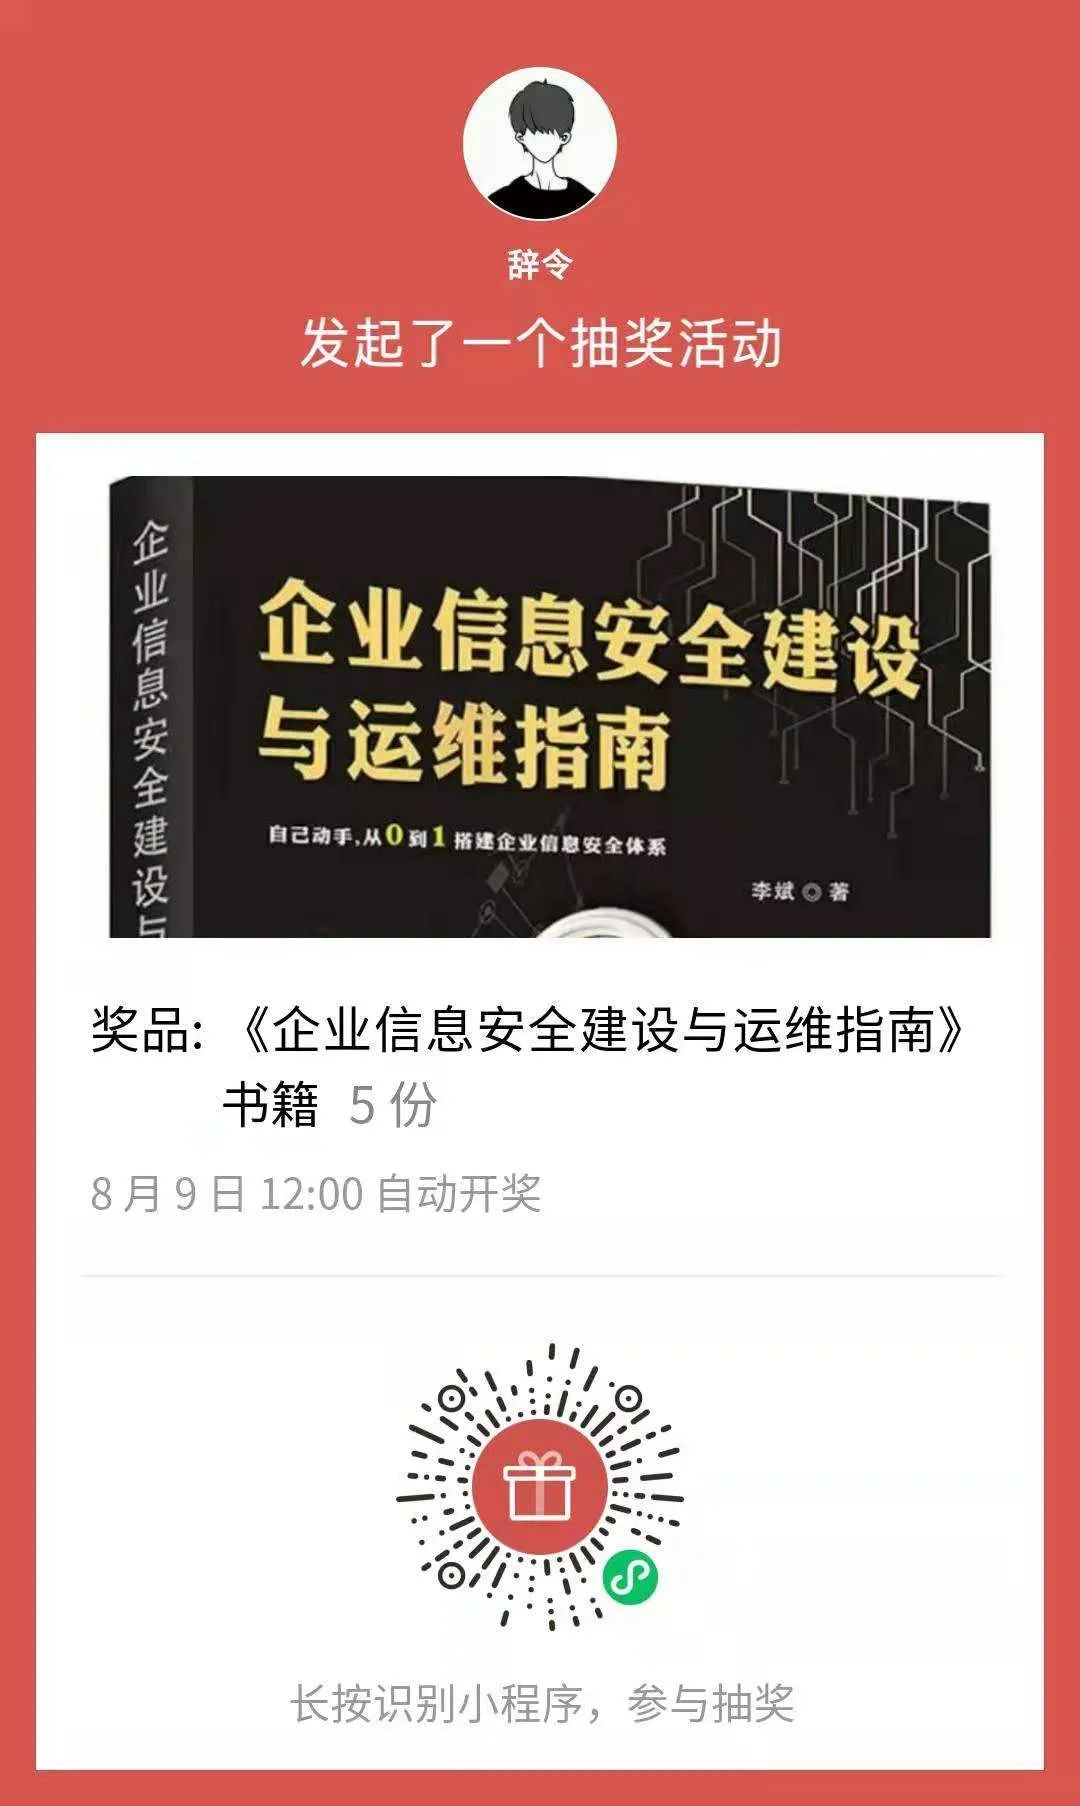 辞令
发起了一个抽奖活动
企业信息安全建设与
企业信息安全建设
与运维指南
自己动手,从0到1搭建企业信息安全体系
李斌◎著
奖品:《企业信息安全建设与运维指南》
书籍 5 份
8 月 9 日 12:00 自动开奖
长按识别小程序，参与抽奖